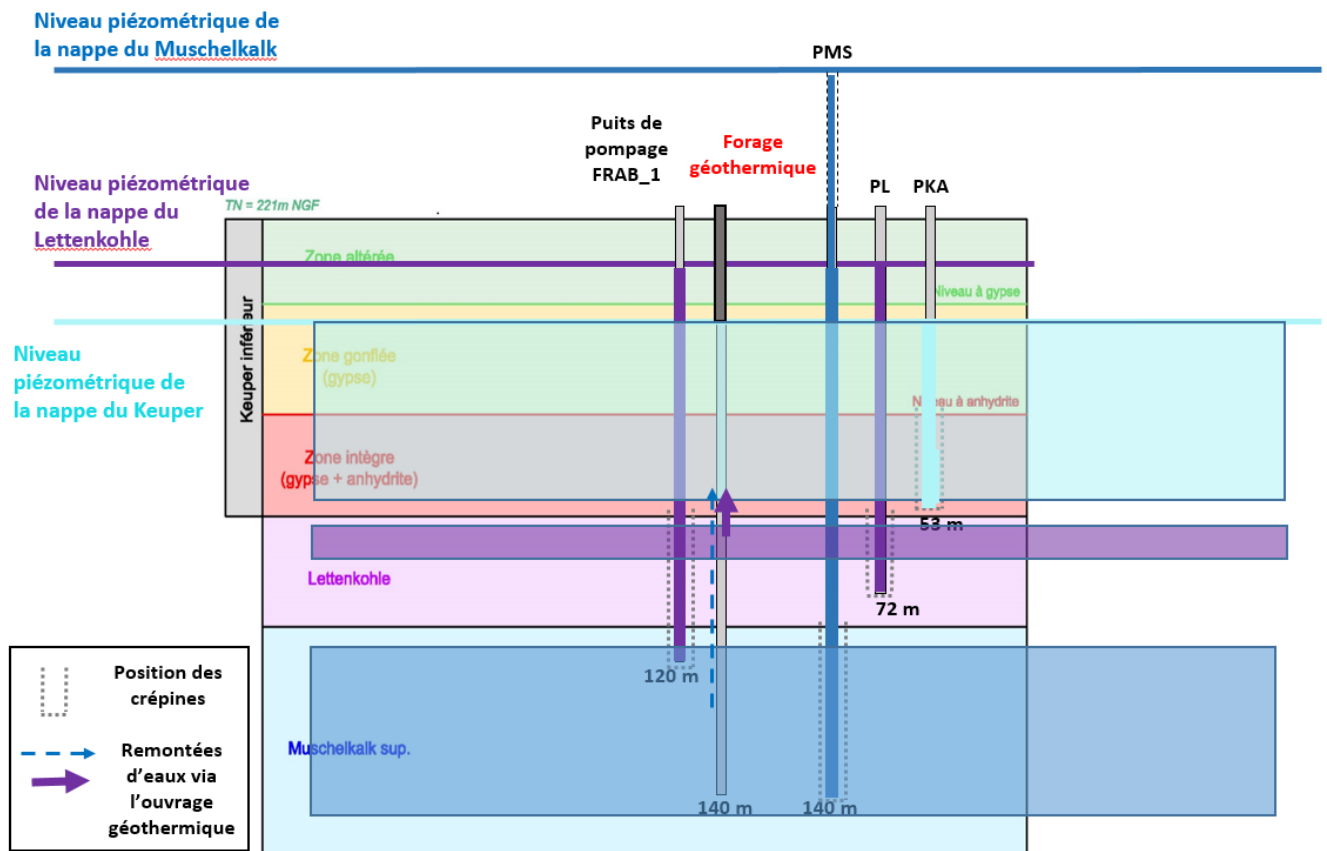 Niveau piézométrique de
la nappe du Muschelkalk
PMS
Puits de
pompage
FRAB_1
Forage
géothermique
Niveau piézométrique
de la nappe du
Lettenkohle
PL
PKA
TN = 221m NGF
Zone altérée
Niveau à gypse
Keuper inférieur
Niveau
piézométrique de
la nappe du Keuper
Zone gonflée
(gypse)
Niveau à anhydrite
Zone intègre
(gypse + anhydrite)
53 m
Lettenkohle
72 m
120 m
Position des
crépines
Remontées
d'eaux via
l'ouvrage
géothermique
Muschelkalk sup.
140 m
140 m